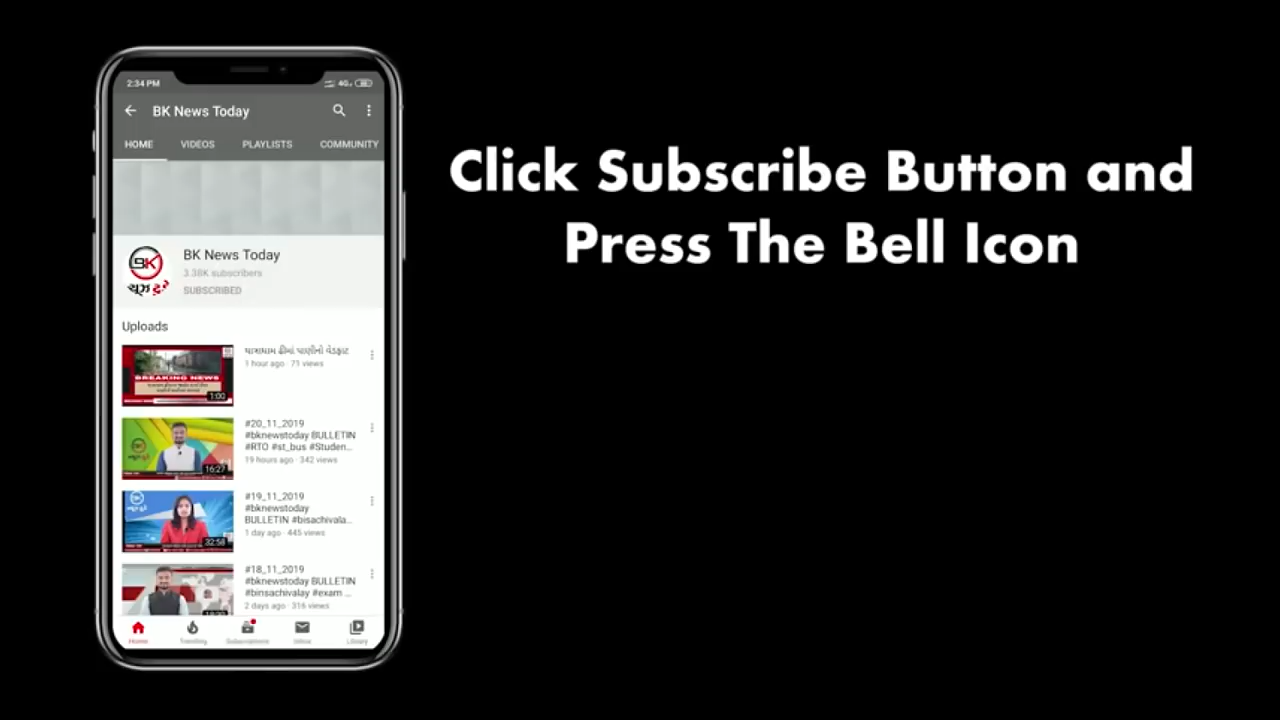 2:34 PM
4G
BK News Today
HOME VIDEOS PLAYLISTS COMMUNITY
Click Subscribe Button and
Press The Bell Icon
BK News Today
3.38K subscribers
SUBSCRIBED
BK
ન્યૂઝ ટુડે
Uploads
યાત્રાધામ ઢીમાં પાણીનો વેડફાટ
1 hour ago · 71 views
BREAKING NEWS
1:00
#20_11_2019
#bknewstoday BULLETIN
#RTO #st_bus #Studen...
19 hours ago · 342 views
16:27
#19_11_2019
#bknewstoday
BULLETIN #bisachivala...
1 day ago · 445 views
32:58
#18_11_2019
#bknewstoday BULLETIN
#binsachivalay #exam ...
2 days ago · 316 views
Home Trending Subscriptions Inbox Library